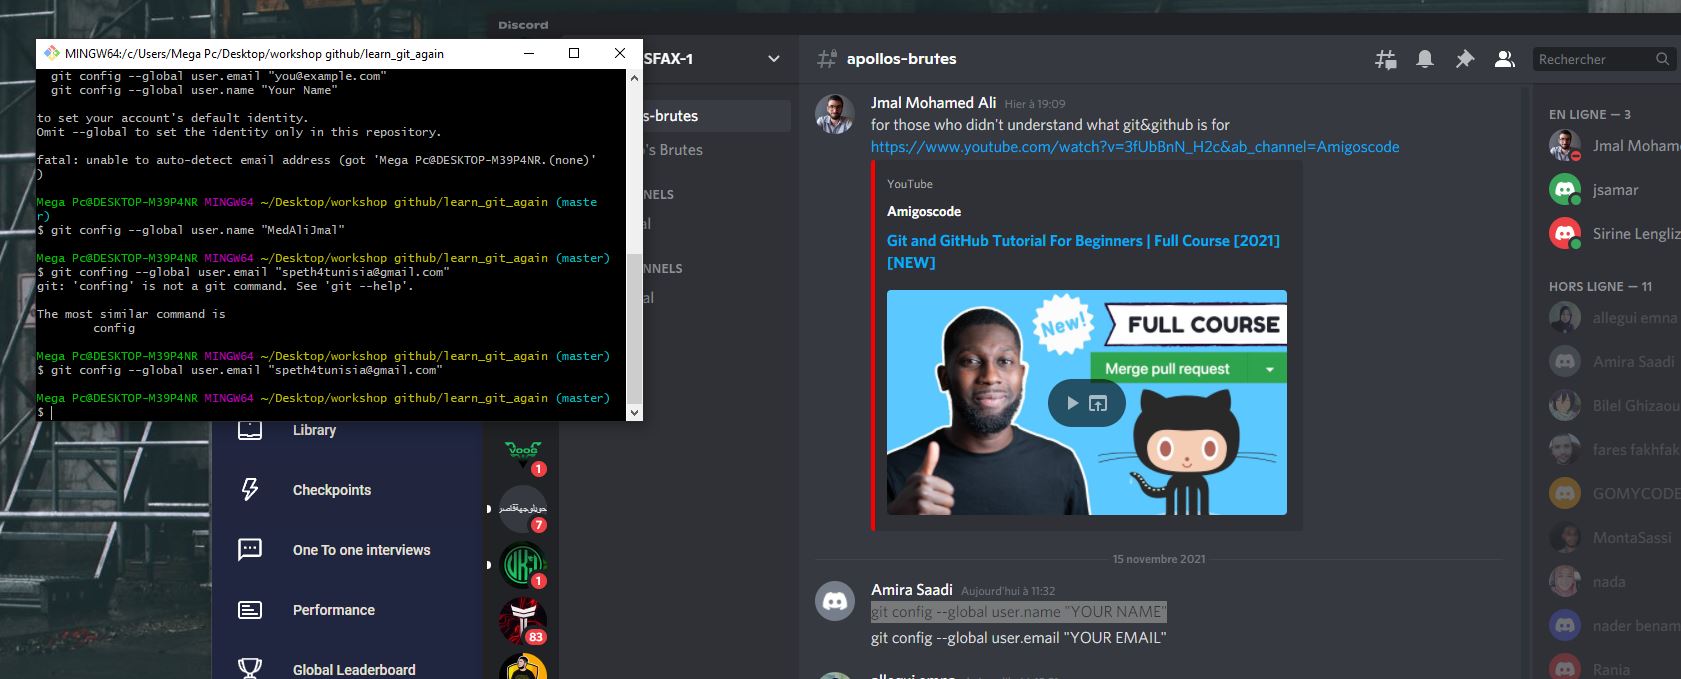 Discord
MINGW64:/c/Users/Mega Pc/Desktop/workshop github/learn_git_again
git config --global user.email "you@example.com"
git config --global user.name "Your Name"
to set your account's default identity.
Omit --global to set the identity only in this repository.
fatal: unable to auto-detect email address (got 'Mega Pc@DESKTOP-M39P4NR.(none)'
)
Mega Pc@DESKTOP-M39P4NR MINGW64 ~/Desktop/workshop github/learn_git_again (maste
r)
$ git config --global user.name "MedAliJmal"
Mega Pc@DESKTOP-M39P4NR MINGW64 ~/Desktop/workshop github/learn_git_again (master)
$ git confing --global user.email "speth4tunisia@gmail.com"
git: 'confing' is not a git command. See 'git --help'.
The most similar command is
config
Mega Pc@DESKTOP-M39P4NR MINGW64 ~/Desktop/workshop github/learn_git_again (master)
$ git config --global user.email "speth4tunisia@gmail.com"
Mega Pc@DESKTOP-M39P4NR MINGW64 ~/Desktop/workshop github/learn_git_again (master)
$
Library
Checkpoints
One To one interviews
Performance
Global Leaderboard
VOOG
1
7
1
83
SFAX-1
s-brutes
's Brutes
NELS
al
NNELS
al
apollos-brutes
Rechercher
Jmal Mohamed Ali Hier à 19:09
for those who didn't understand what git&github is for
https://www.youtube.com/watch?v=3fUbBnN_H2c&ab_channel=Amigoscode
YouTube
Amigoscode
Git and GitHub Tutorial For Beginners | Full Course [2021]
[NEW]
New!
FULL COURSE
Merge pull request
15 novembre 2021
Amira Saadi Aujourd'hui à 11:32
git config --global user.name "YOUR NAME"
git config --global user.email "YOUR EMAIL"
EN LIGNE — 3
Jmal Moham
jsamar
Sirine Lengliz
HORS LIGNE — 11
allegui emna
Amira Saadi
Bilel Ghizaou
fares fakhfak
GOMYCODE
MontaSassi
nada
nader benam
Rania